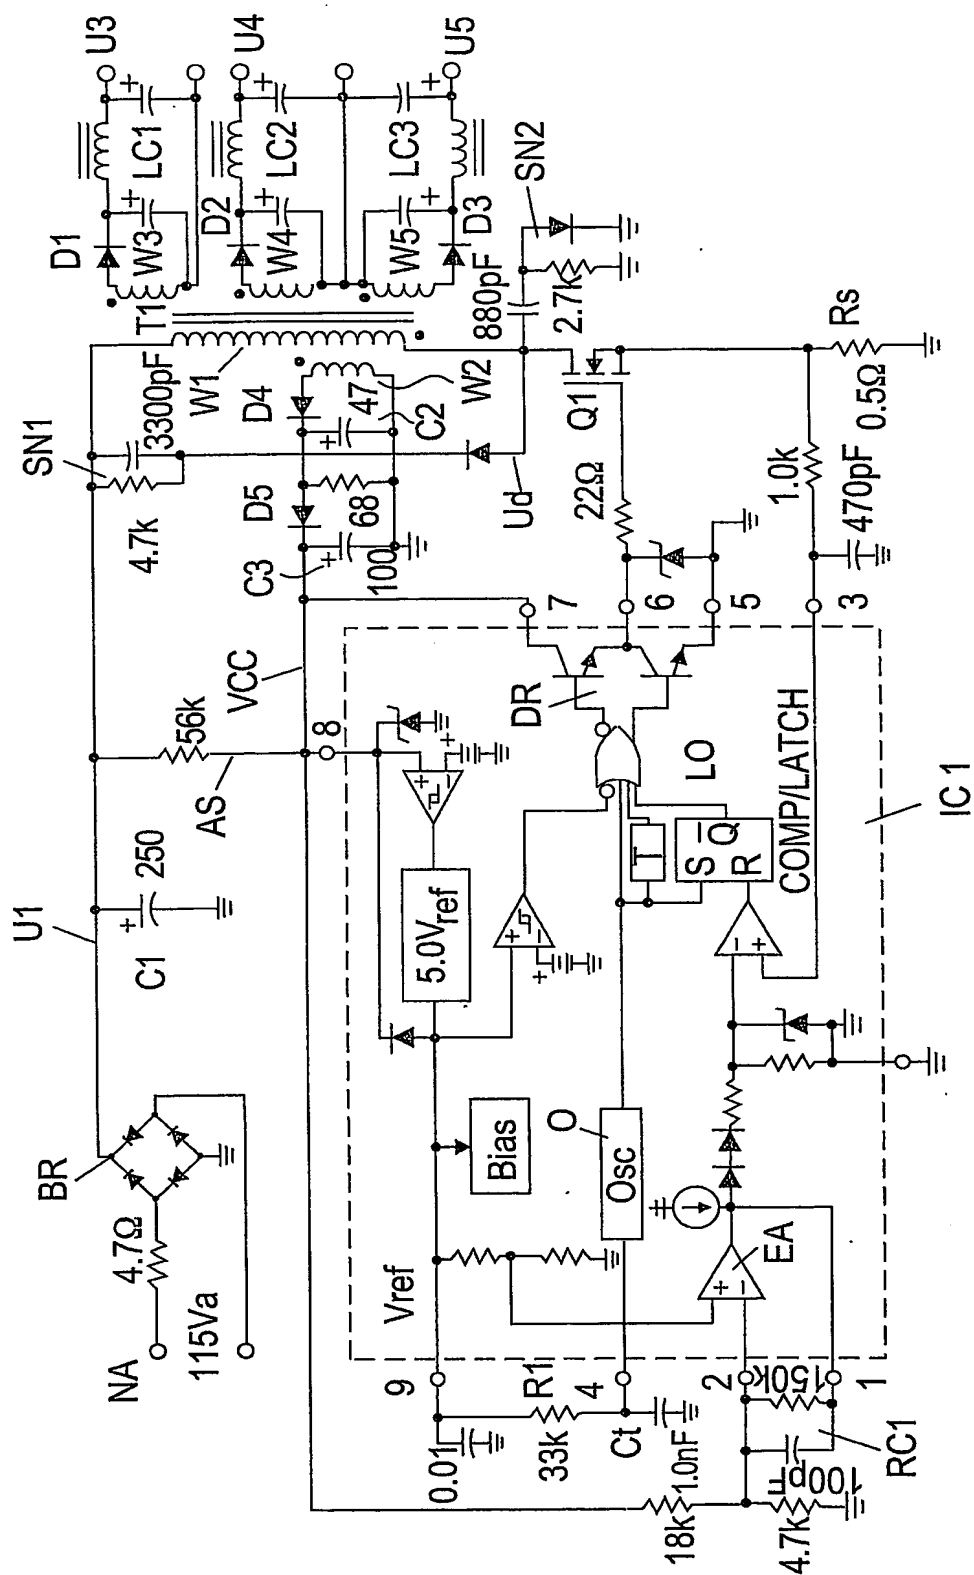 NA
4.7Ω
115Va
BR
U1
C1
+
250
56k
AS
VCC
SN1
4.7k
3300pF
W1
T1
D1
W3
+
LC1
+
U3
D2
W4
+
LC2
+
U4
W5
+
D3
LC3
+
U5
D4
47
+
C2
W2
D5
68
C3
+
100
Ud
880pF
2.7k
SN2
Q1
22Ω
Rs
0.5Ω
1.0k
470pF
7
6
5
3
8
DR
LO
+
−
+
5.0Vref
+
−
+
T
S
Q
R
COMP/LATCH
−
+
IC 1
Bias
O
Osc
Vref
EA
+
−
9
R1
4
2
150k
1
0.01
33k
Ct
1.0nF
18k
4.7k
100pF
RC1